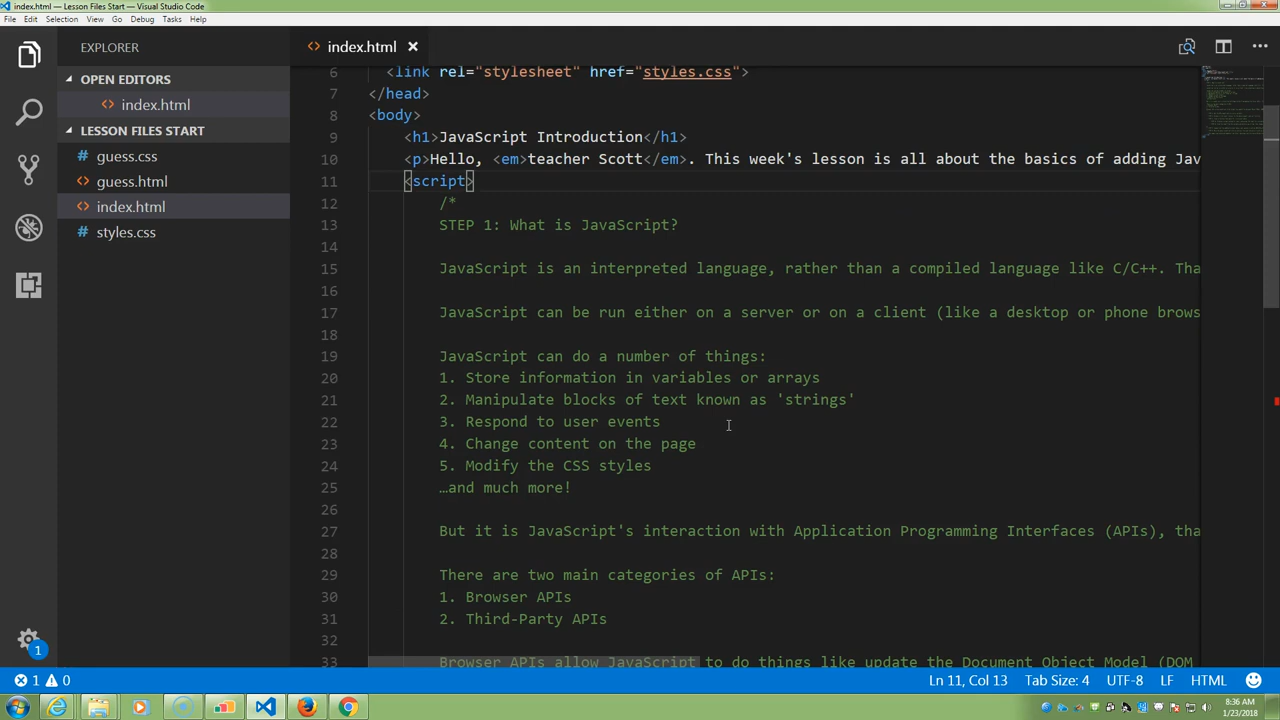 index.html — Lesson Files Start — Visual Studio Code
File Edit Selection View Go Debug Tasks Help
EXPLORER
index.html
OPEN EDITORS
index.html
LESSON FILES START
guess.css
guess.html
index.html
styles.css
6 <link rel="stylesheet" href="styles.css">
7 </head>
8 <body>
9 <h1>JavaScript Introduction</h1>
10 <p>Hello, <em>teacher Scott</em>. This week's lesson is all about the basics of adding Jav
11 <script>
12 /*
13 STEP 1: What is JavaScript?
14
15 JavaScript is an interpreted language, rather than a compiled language like C/C++. Tha
16
17 JavaScript can be run either on a server or on a client (like a desktop or phone brows
18
19 JavaScript can do a number of things:
20 1. Store information in variables or arrays
21 2. Manipulate blocks of text known as 'strings'
22 3. Respond to user events
23 4. Change content on the page
24 5. Modify the CSS styles
25 …and much more!
26
27 But it is JavaScript's interaction with Application Programming Interfaces (APIs), tha
28
29 There are two main categories of APIs:
30 1. Browser APIs
31 2. Third-Party APIs
32
33 Browser APIs allow JavaScript to do things like update the Document Object Model (DOM
1
1 0 Ln 11, Col 13 Tab Size: 4 UTF-8 LF HTML
8:36 AM
1/23/2018